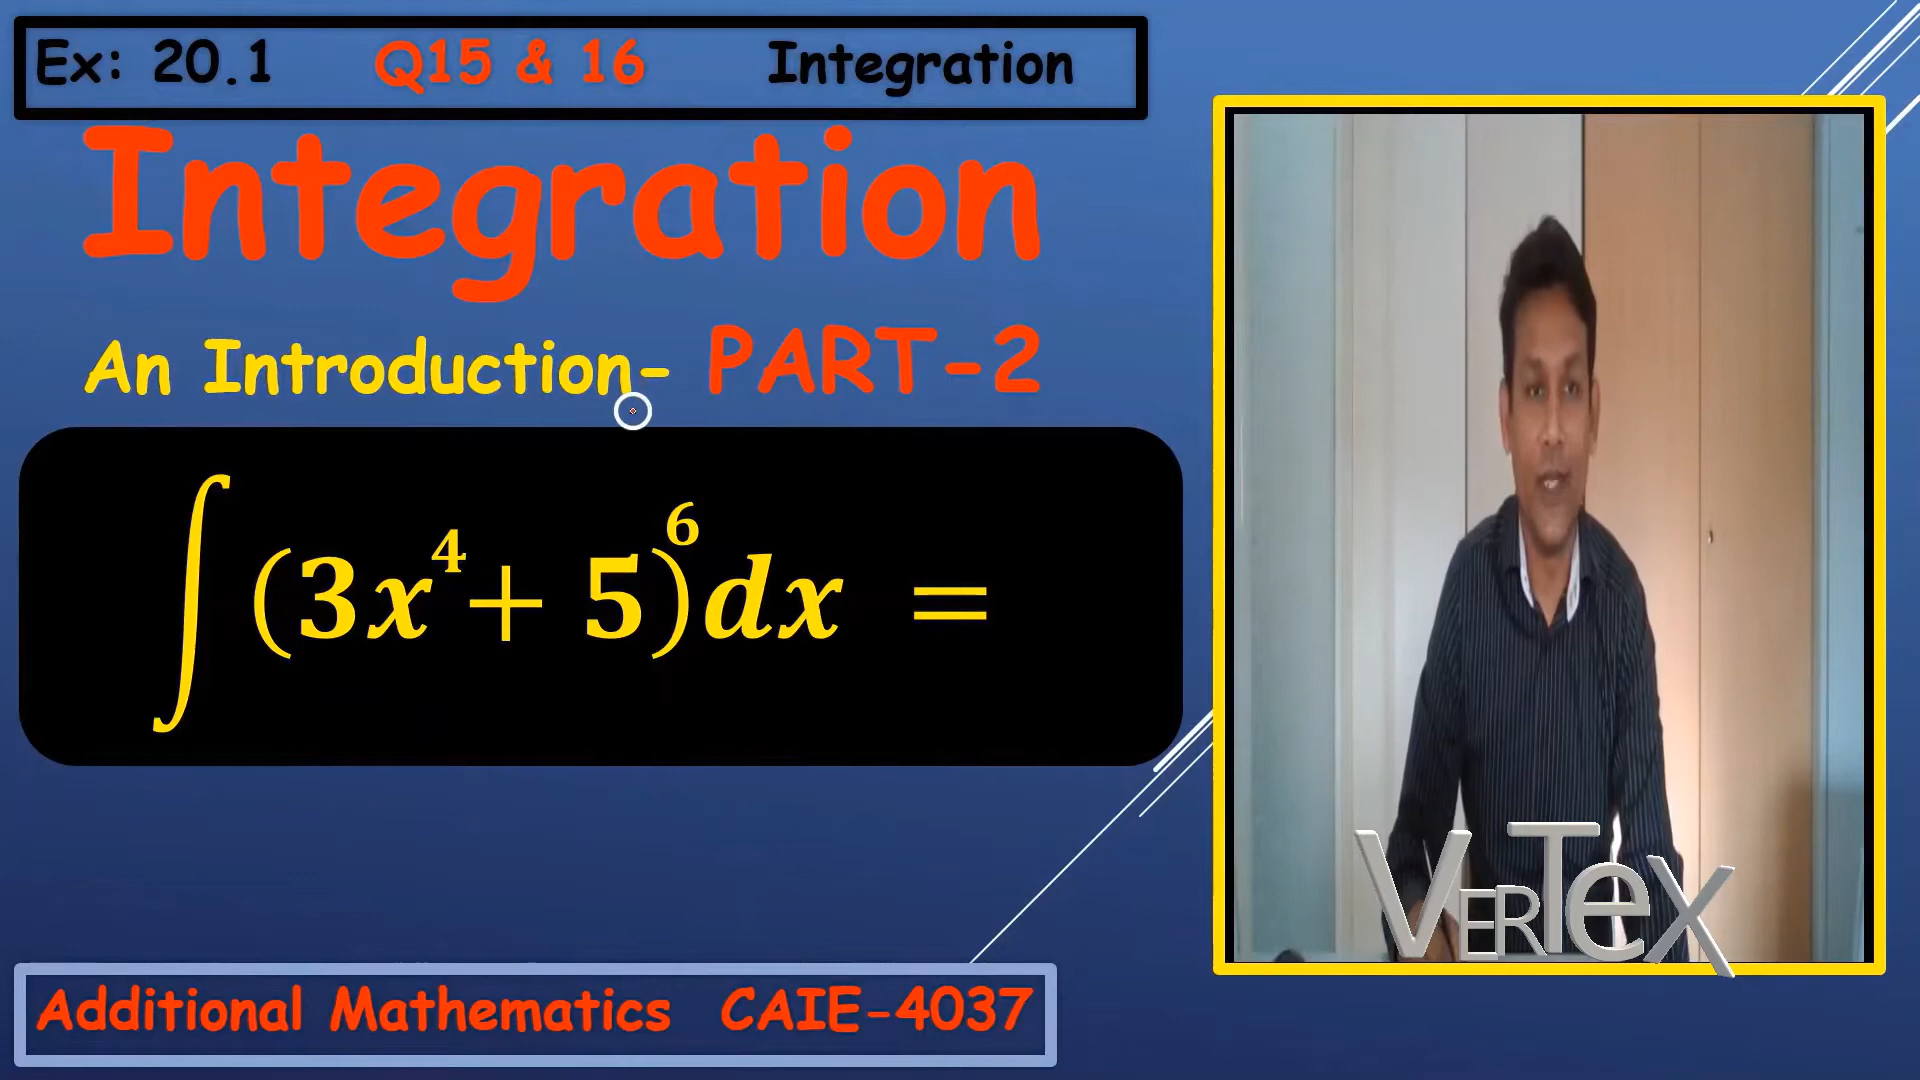 Ex: 20.1 Q15 & 16 Integration
Integration
An Introduction- PART-2
∫(3x⁴+ 5)⁶dx =
VERTeX
Additional Mathematics CAIE-4037